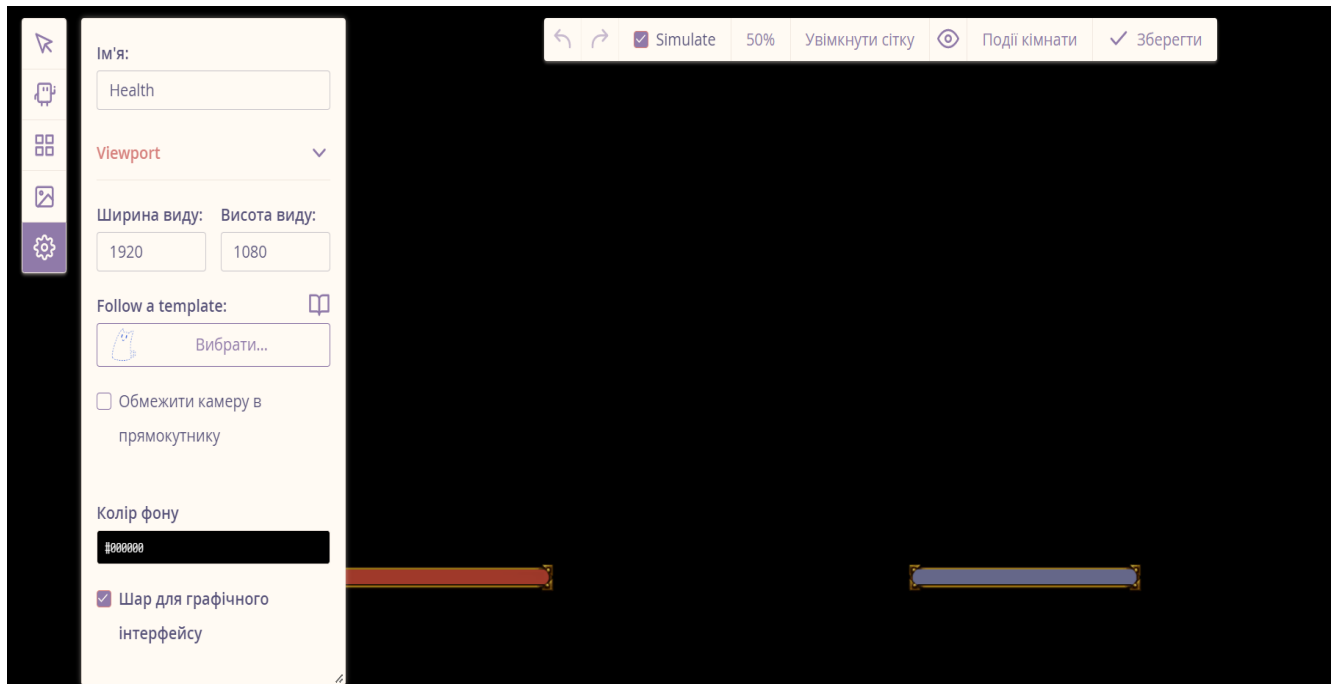 Ім'я:
Health
Viewport
Ширина виду: Висота виду:
1920 1080
Follow a template:
Вибрати...
Обмежити камеру в
прямокутнику
Колір фону
#000000
Шар для графічного
інтерфейсу
Simulate 50% Увімкнути сітку Події кімнати Зберегти